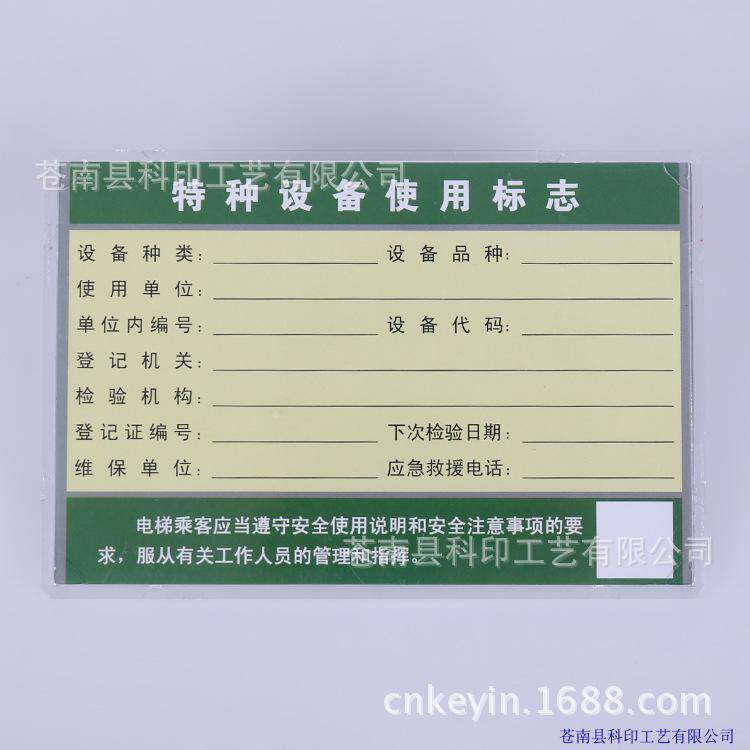 苍南县科印工艺有限公司
特种设备使用标志
设备种类: 设备品种:
使用单位:
单位内编号: 设备代码:
登记机关:
检验机构:
登记证编号: 下次检验日期:
维保单位: 应急救援电话:
电梯乘客应当遵守安全使用说明和安全注意事项的要
求，服从有关工作人员的管理和指挥。
苍南县科印工艺有限公司
cnkeyin.1688.com
苍南县科印工艺有限公司